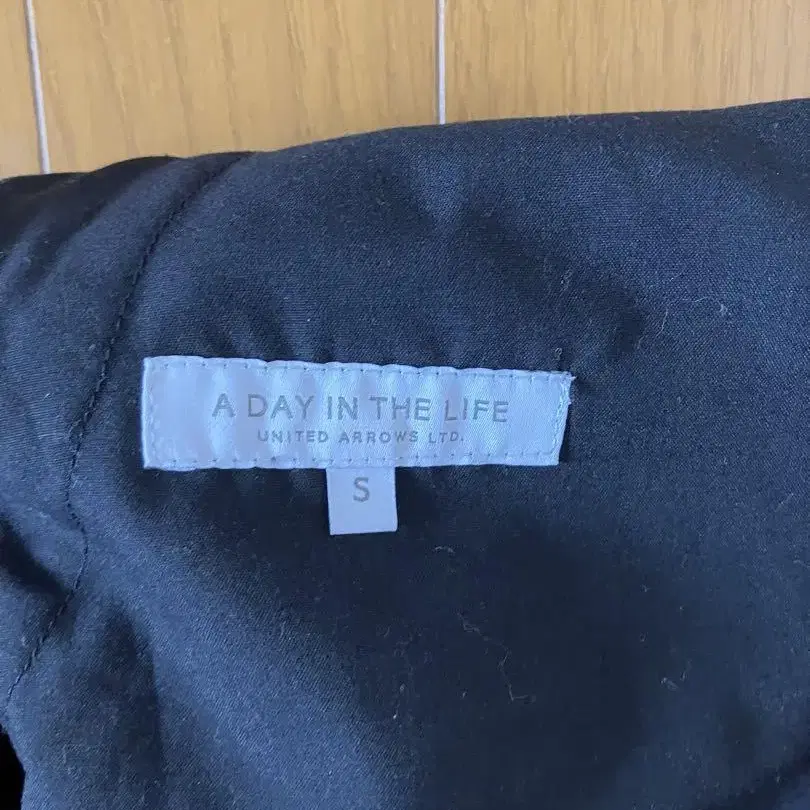 A DAY IN THE LIFE
UNITED ARROWS LTD.
S